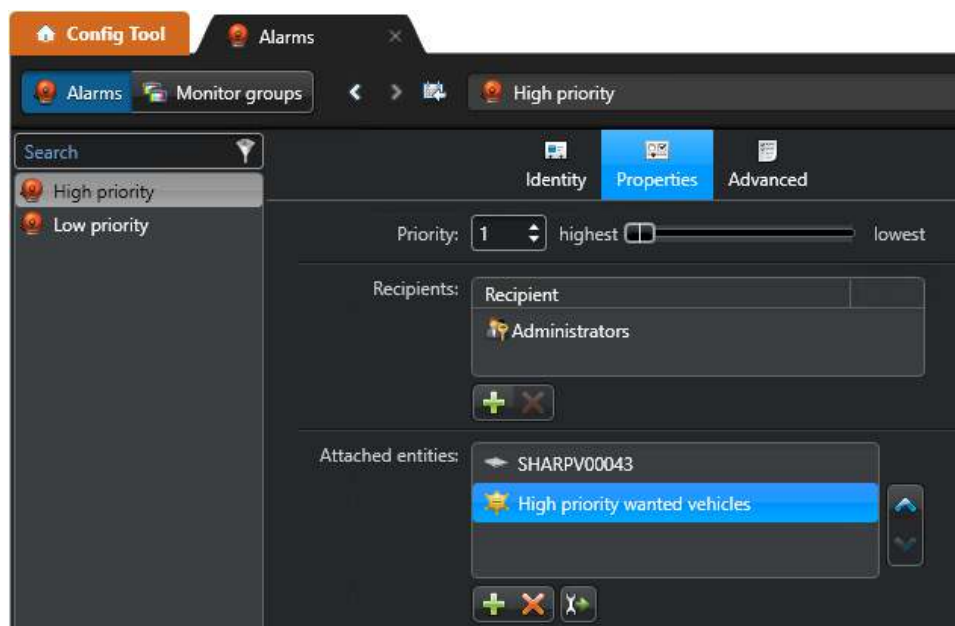 Config Tool
Alarms
Alarms Monitor groups High priority
Search
High priority
Low priority
Identity Properties Advanced
Priority: 1 highest lowest
Recipients: Recipient
Administrators
Attached entities: SHARPV00043
High priority wanted vehicles